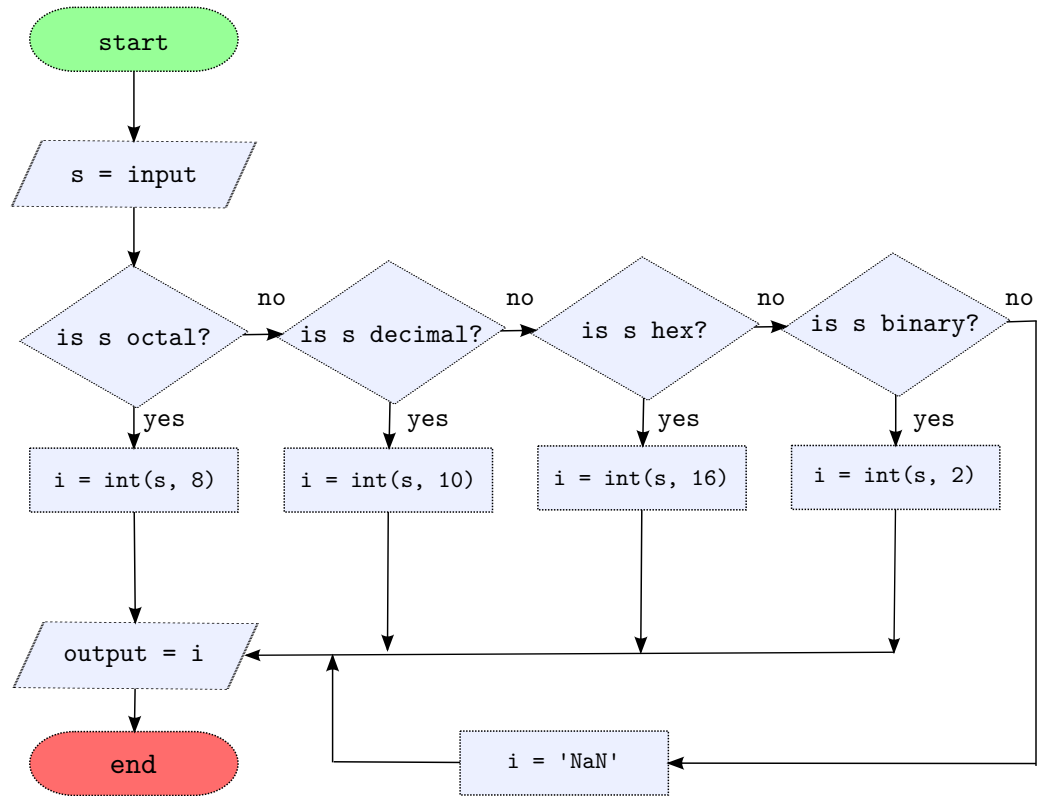 start
s = input
no
no
no
no
is s octal?
is s decimal?
is s hex?
is s binary?
yes
yes
yes
yes
i = int(s, 8)
i = int(s, 10)
i = int(s, 16)
i = int(s, 2)
output = i
end
i = 'NaN'